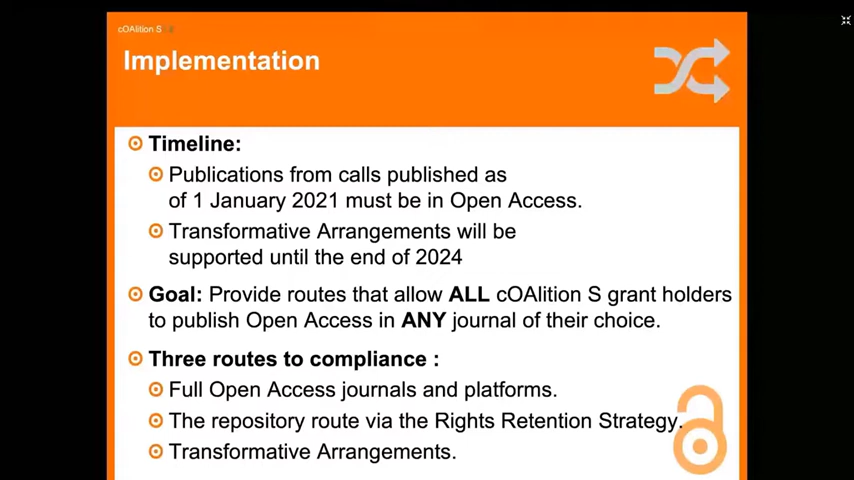 cOAlition S
Implementation
Timeline:
Publications from calls published as
of 1 January 2021 must be in Open Access.
Transformative Arrangements will be
supported until the end of 2024
Goal: Provide routes that allow ALL cOAlition S grant holders
to publish Open Access in ANY journal of their choice.
Three routes to compliance :
Full Open Access journals and platforms.
The repository route via the Rights Retention Strategy.
Transformative Arrangements.